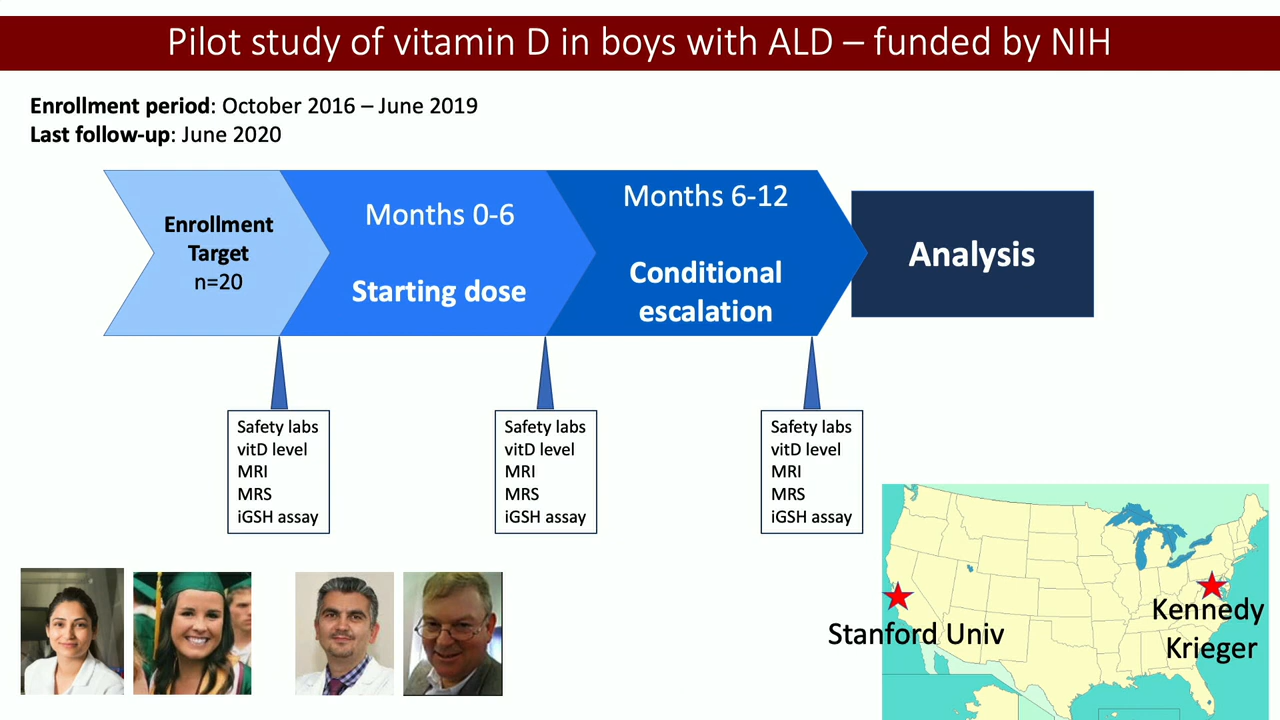 Pilot study of vitamin D in boys with ALD – funded by NIH
Enrollment period: October 2016 – June 2019
Last follow-up: June 2020
Enrollment
Target
n=20
Months 0-6
Starting dose
Months 6-12
Conditional
escalation
Analysis
Safety labs
vitD level
MRI
MRS
iGSH assay
Safety labs
vitD level
MRI
MRS
iGSH assay
Safety labs
vitD level
MRI
MRS
iGSH assay
Stanford Univ
Kennedy
Krieger